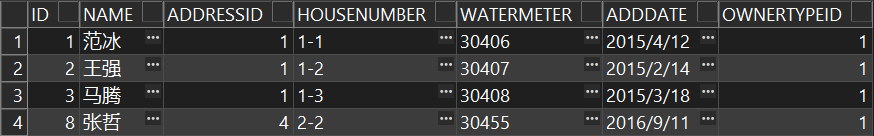 ID NAME ADDRESSID HOUSENUMBER WATERMETER ADDDATE OWNERTYPEID
1 1 范冰 ... 1 1-1 ... 30406 ... 2015/4/12 ... 1
2 2 王强 ... 1 1-2 ... 30407 ... 2015/2/14 ... 1
3 3 马腾 ... 1 1-3 ... 30408 ... 2015/3/18 ... 1
4 8 张哲 ... 4 2-2 ... 30455 ... 2016/9/11 ... 1